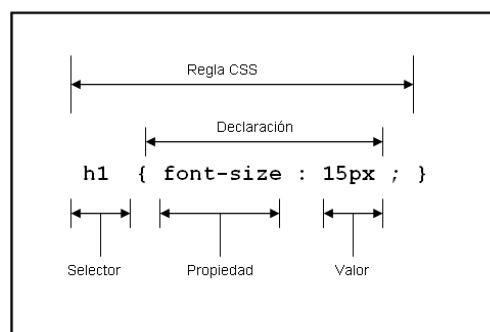 Regla CSS
Declaración
h1 { font-size : 15px ; }
Selector Propiedad Valor